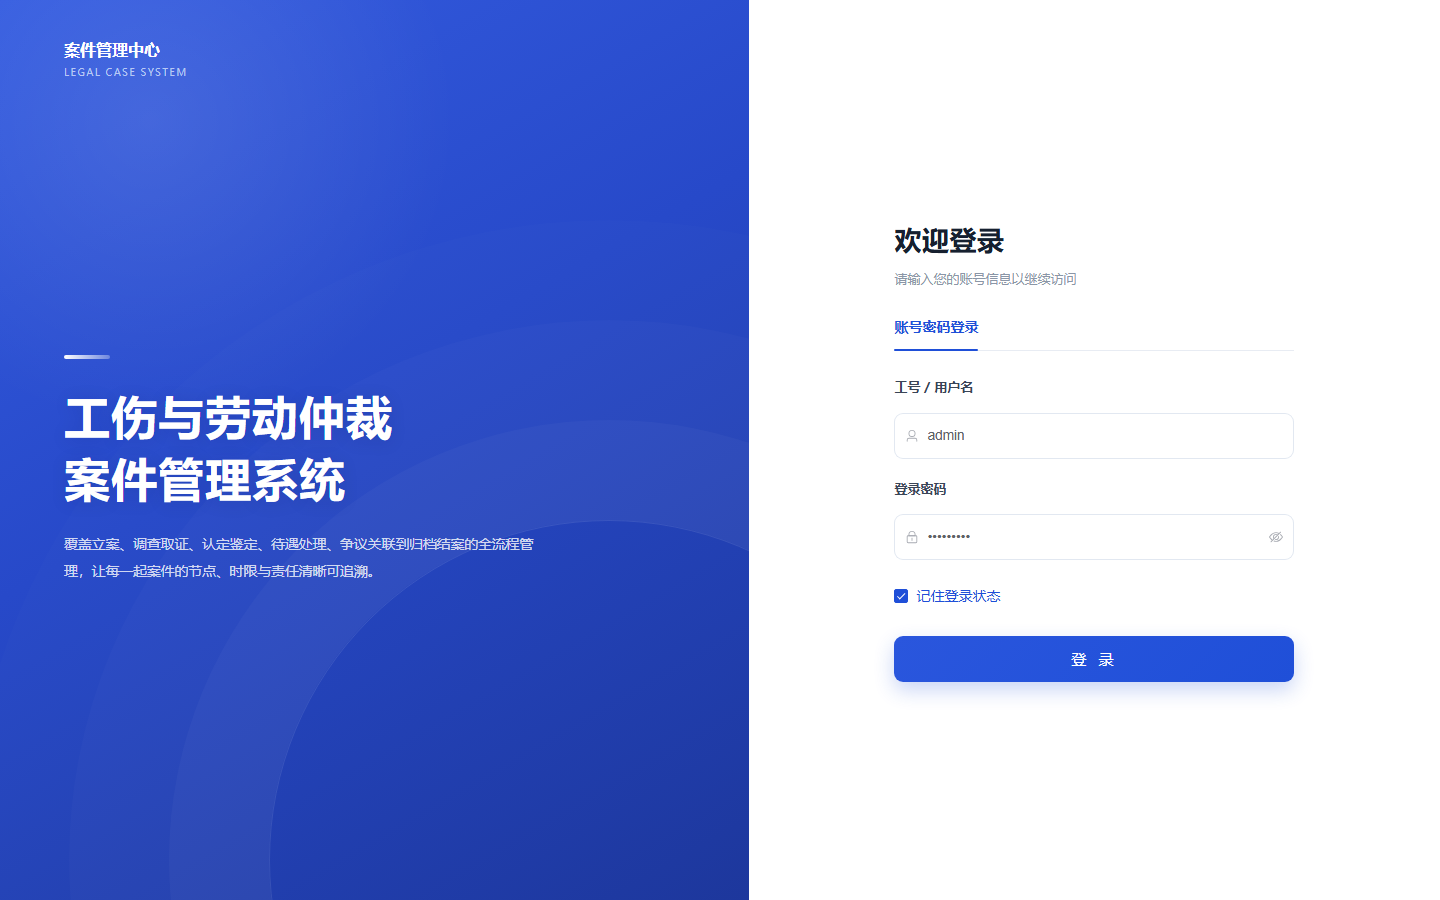 案件管理中心
LEGAL CASE SYSTEM
工伤与劳动仲裁
案件管理系统
覆盖立案、调查取证、认定鉴定、待遇处理、争议关联到归档结案的全流程管
理，让每一起案件的节点、时限与责任清晰可追溯。
欢迎登录
请输入您的账号信息以继续访问
账号密码登录
工号 / 用户名
admin
登录密码
•••••••••
记住登录状态
登 录